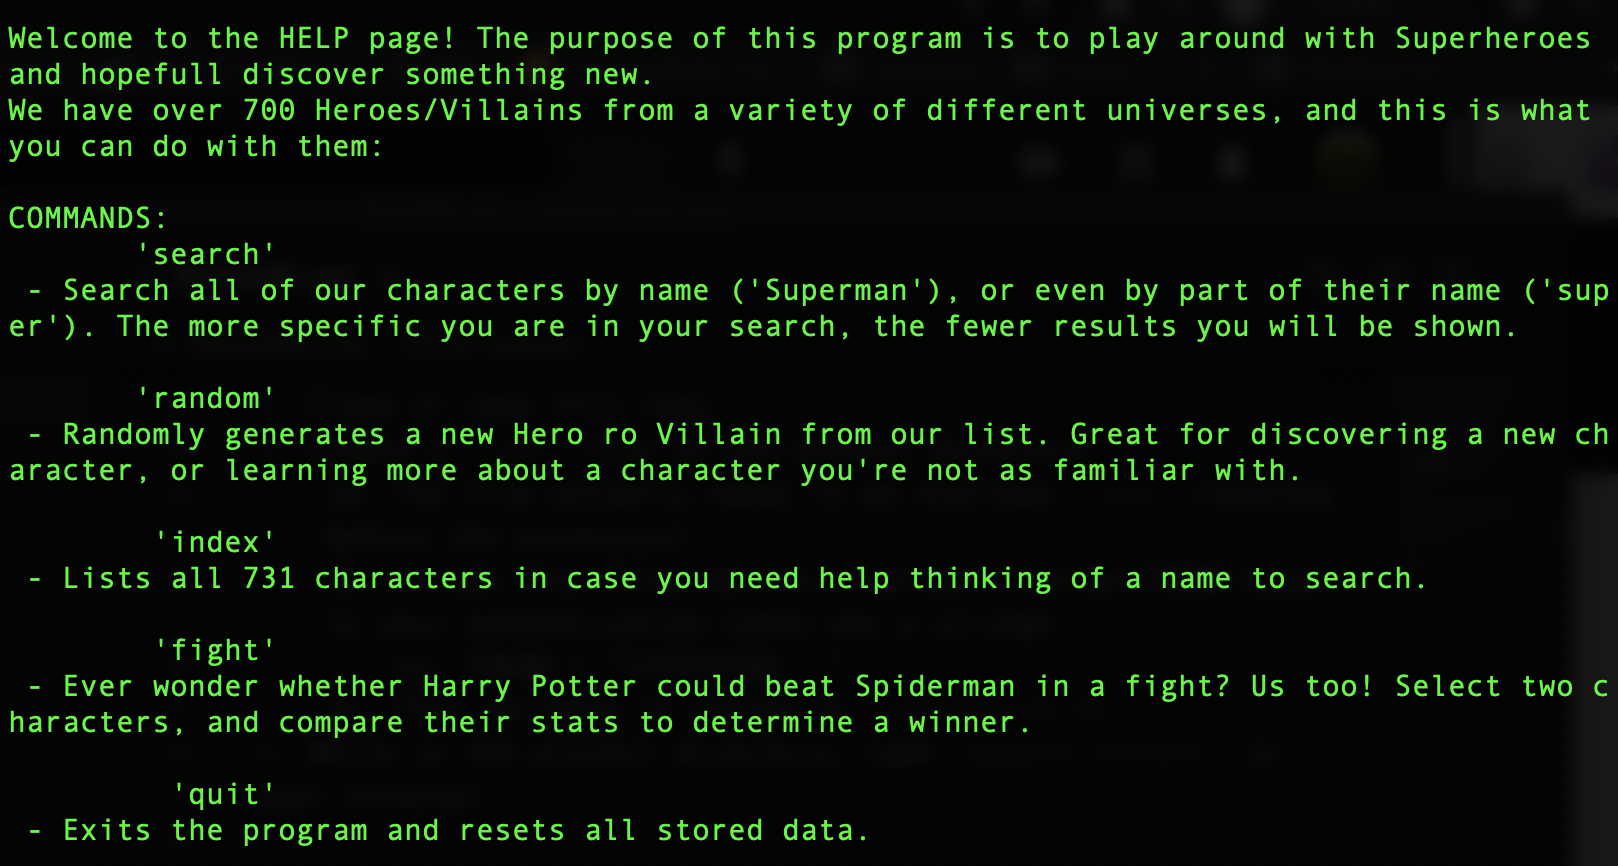 Welcome to the HELP page! The purpose of this program is to play around with Superheroes
and hopefull discover something new.
We have over 700 Heroes/Villains from a variety of different universes, and this is what
you can do with them:
COMMANDS:
'search'
- Search all of our characters by name ('Superman'), or even by part of their name ('sup
er'). The more specific you are in your search, the fewer results you will be shown.
'random'
- Randomly generates a new Hero ro Villain from our list. Great for discovering a new ch
aracter, or learning more about a character you're not as familiar with.
'index'
- Lists all 731 characters in case you need help thinking of a name to search.
'fight'
- Ever wonder whether Harry Potter could beat Spiderman in a fight? Us too! Select two c
haracters, and compare their stats to determine a winner.
'quit'
- Exits the program and resets all stored data.